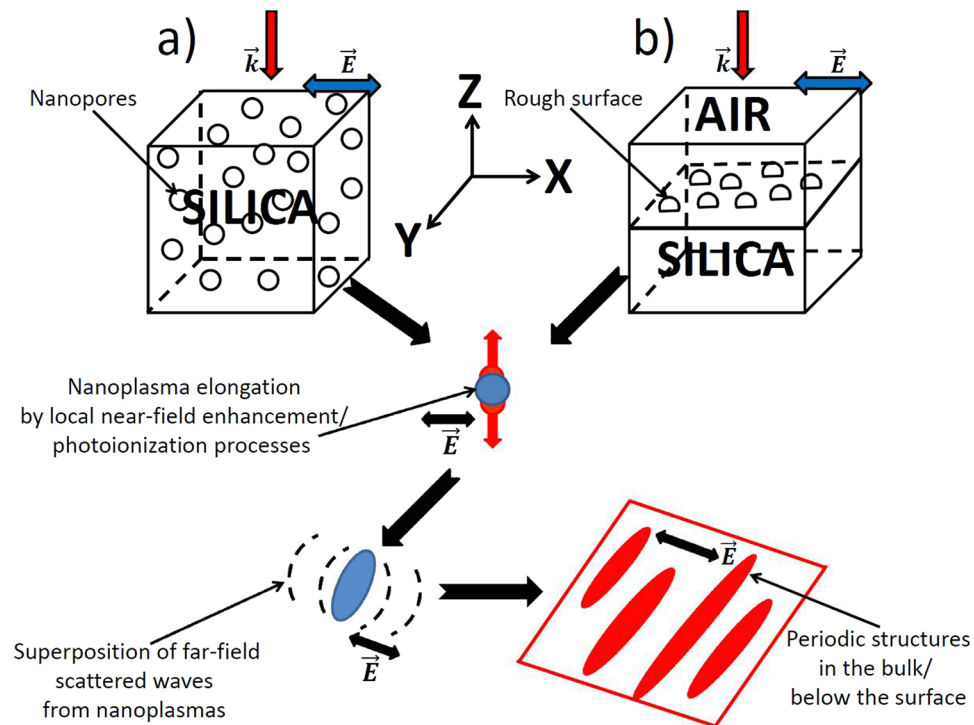 a)
b)
k
E
k
E
Nanopores
Rough surface
Z
X
Y
AIR
SILICA
SILICA
Nanoplasma elongation
by local near-field enhancement/
photoionization processes
E
E
Superposition of far-field
scattered waves
from nanoplasmas
E
Periodic structures
in the bulk/
below the surface